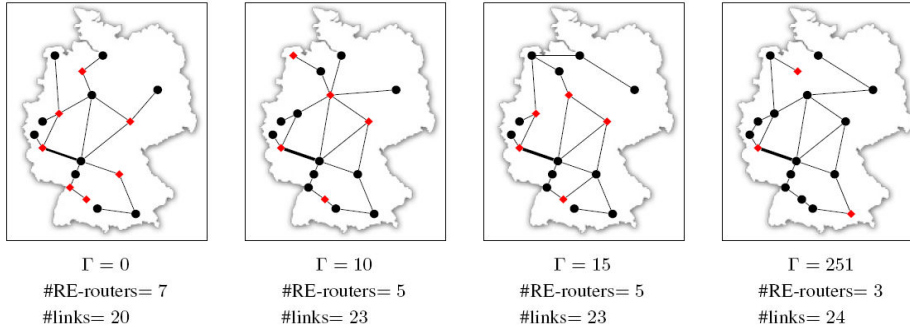 Γ = 0
#RE-routers= 7
#links= 20
Γ = 10
#RE-routers= 5
#links= 23
Γ = 15
#RE-routers= 5
#links= 23
Γ = 251
#RE-routers= 3
#links= 24